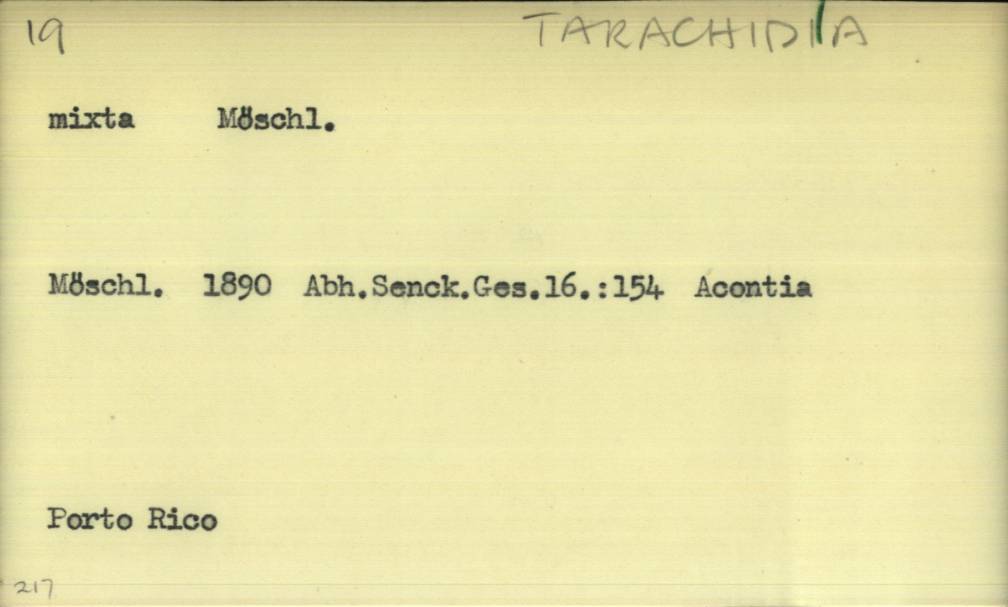 19 TARACHIDIA
mixta Möschl.
Möschl. 1890 Abh.Senck.Ges.16.:154 Acontia
Porto Rico
217